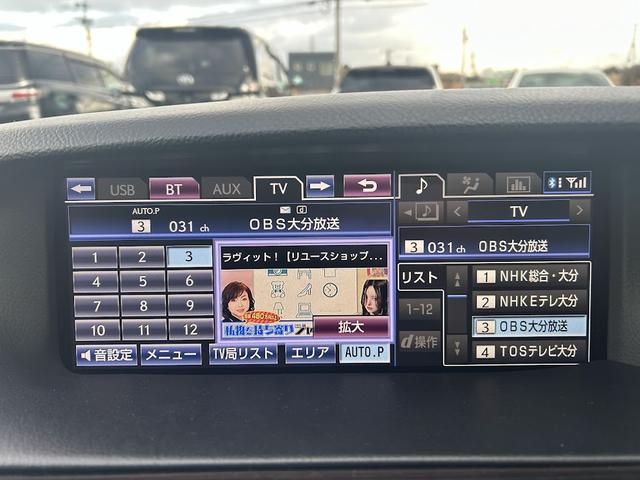 USB BT AUX TV
AUTO.P
3 031 ch OBS大分放送
1 2 3
4 5 6
7 8 9
10 11 12
ラヴィット!【リユースショップ...
拡大
音設定 メニュー TV局リスト エリア AUTO.P
TV
3 031 ch OBS大分放送
リスト
1-12
d操作
1 NHK総合・大分
2 NHKEテレ大分
3 OBS大分放送
4 TOSテレビ大分